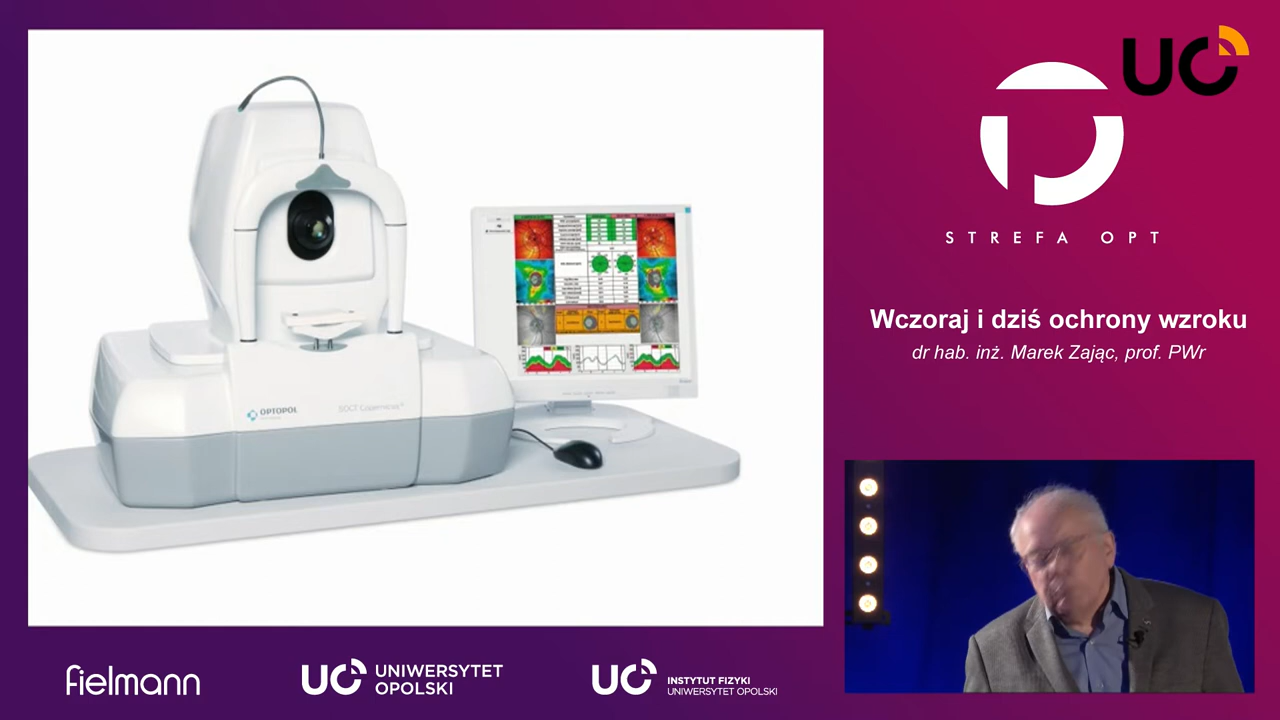 OPTOPOL
SOCT Copernicus
UO
STREFA OPT
Wczoraj i dziś ochrony wzroku
dr hab. inż. Marek Zając, prof. PWr
fielmann
UO UNIWERSYTET
OPOLSKI
UO INSTYTUT FIZYKI
UNIWERSYTET OPOLSKI